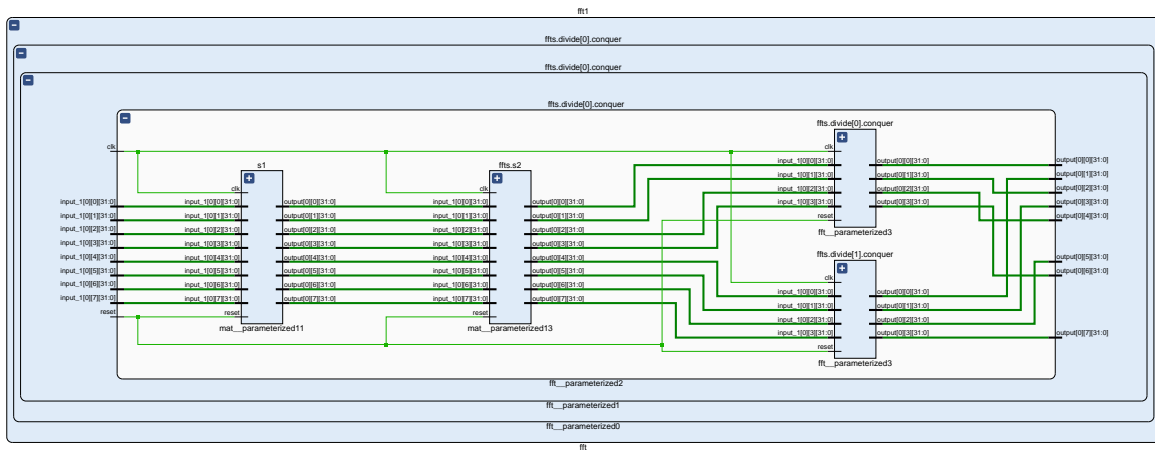 fft1
ffts.divide[0].conquer
ffts.divide[0].conquer
ffts.divide[0].conquer
clk
s1
clk
input_1[0][0][31:0] input_1[0][0][31:0] output[0][0][31:0]
input_1[0][1][31:0] input_1[0][1][31:0] output[0][1][31:0]
input_1[0][2][31:0] input_1[0][2][31:0] output[0][2][31:0]
input_1[0][3][31:0] input_1[0][3][31:0] output[0][3][31:0]
input_1[0][4][31:0] input_1[0][4][31:0] output[0][4][31:0]
input_1[0][5][31:0] input_1[0][5][31:0] output[0][5][31:0]
input_1[0][6][31:0] input_1[0][6][31:0] output[0][6][31:0]
input_1[0][7][31:0] input_1[0][7][31:0] output[0][7][31:0]
reset reset
mat__parameterized11
ffts.s2
clk
input_1[0][0][31:0] output[0][0][31:0]
input_1[0][1][31:0] output[0][1][31:0]
input_1[0][2][31:0] output[0][2][31:0]
input_1[0][3][31:0] output[0][3][31:0]
input_1[0][4][31:0] output[0][4][31:0]
input_1[0][5][31:0] output[0][5][31:0]
input_1[0][6][31:0] output[0][6][31:0]
input_1[0][7][31:0] output[0][7][31:0]
reset
mat__parameterized13
ffts.divide[0].conquer
clk
input_1[0][0][31:0] output[0][0][31:0]
input_1[0][1][31:0] output[0][1][31:0]
input_1[0][2][31:0] output[0][2][31:0]
input_1[0][3][31:0] output[0][3][31:0]
reset
fft__parameterized3
ffts.divide[1].conquer
clk
input_1[0][0][31:0] output[0][0][31:0]
input_1[0][1][31:0] output[0][1][31:0]
input_1[0][2][31:0] output[0][2][31:0]
input_1[0][3][31:0] output[0][3][31:0]
reset
fft__parameterized3
output[0][0][31:0]
output[0][1][31:0]
output[0][2][31:0]
output[0][3][31:0]
output[0][4][31:0]
output[0][5][31:0]
output[0][6][31:0]
output[0][7][31:0]
fft__parameterized2
fft__parameterized1
fft__parameterized0
fft